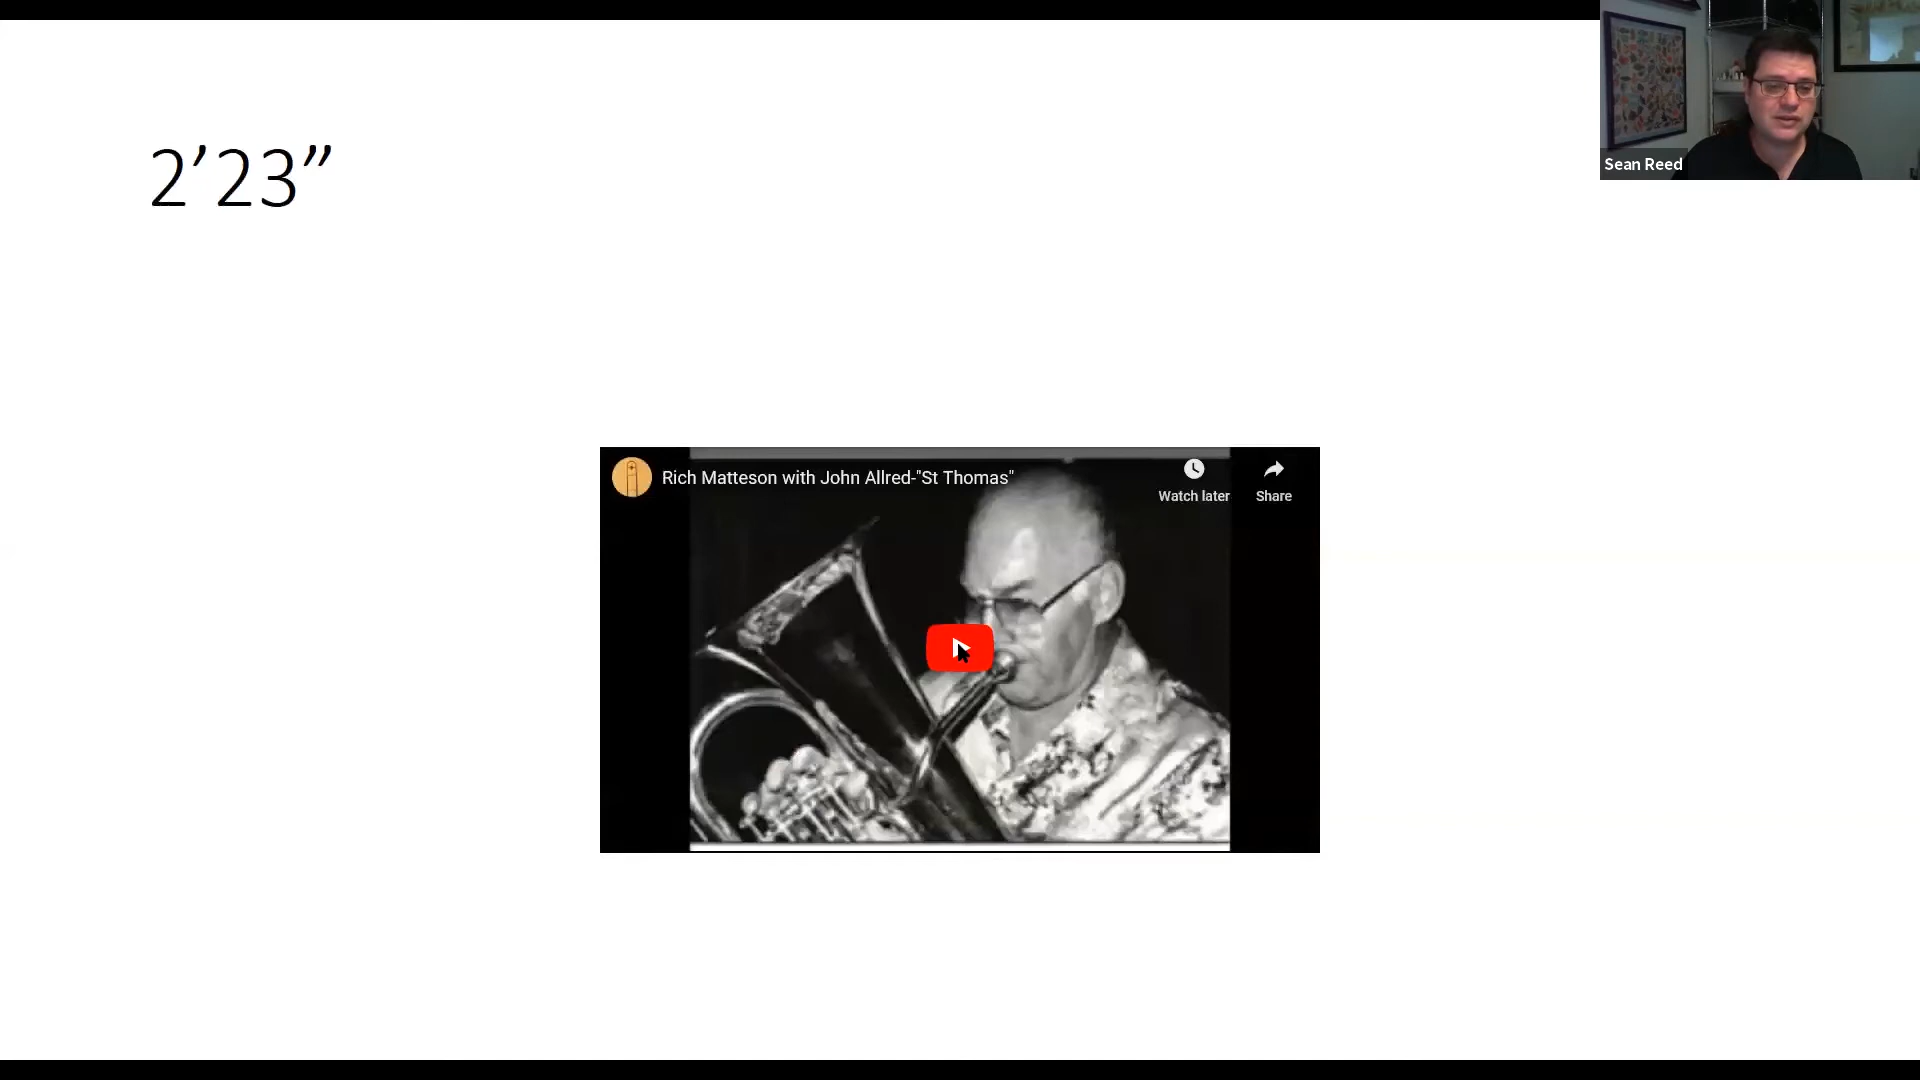 2’23”
Sean Reed
Rich Matteson with John Allred-"St Thomas"
Watch later
Share